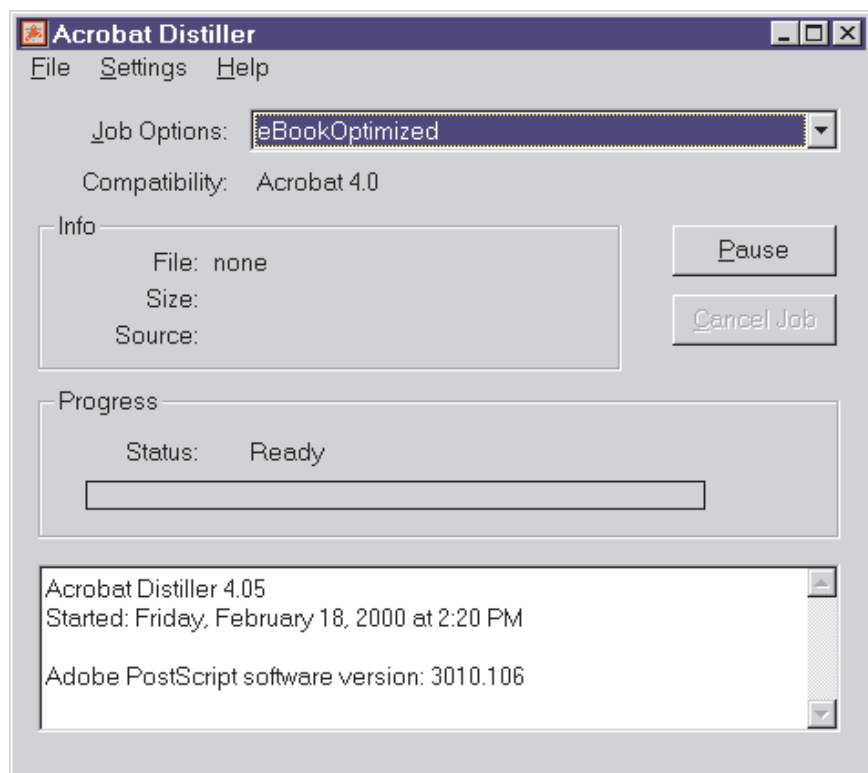 Acrobat Distiller
File Settings Help
Job Options: eBookOptimized
Compatibility: Acrobat 4.0
Info
File: none
Size:
Source:
Pause
Cancel Job
Progress
Status: Ready
Acrobat Distiller 4.05
Started: Friday, February 18, 2000 at 2:20 PM
Adobe PostScript software version: 3010.106